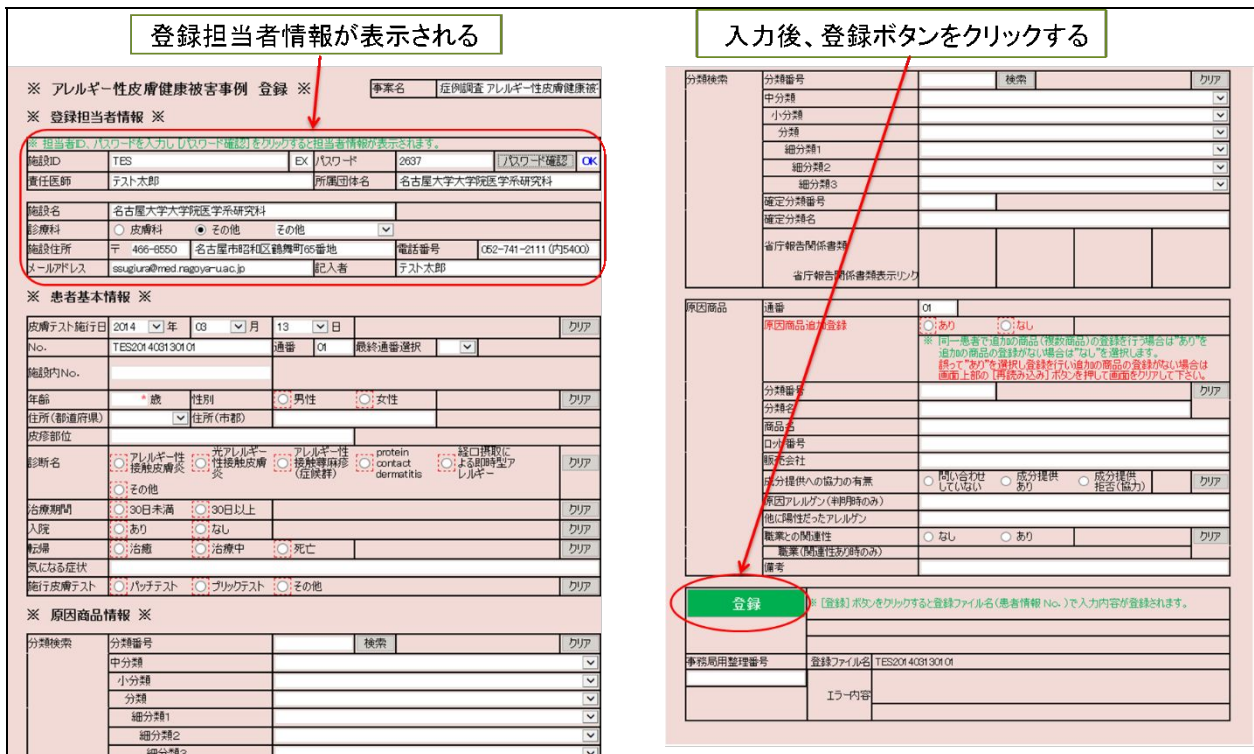 登録担当者情報が表示される
※ アレルギー性皮膚健康被害事例 登録 ※ 事案名 症例調査 アレルギー性皮膚健康被
※ 登録担当者情報 ※
※ 担当者ID、パスワードを入力し [パスワード確認] をクリックすると担当者情報が表示されます。
施設ID TES EX パスワード 2637 パスワード確認 OK
責任医師 テスト太郎 所属団体名 名古屋大学大学院医学系研究科
施設名 名古屋大学大学院医学系研究科
診療科 皮膚科 その他 その他
施設住所 〒 466-8550 名古屋市昭和区鶴舞町65番地 電話番号 052-741-2111 (内5400)
メールアドレス ssugiura@med.nagoya-u.ac.jp 記入者 テスト太郎
※ 患者基本情報 ※
皮膚テスト施行日 2014 年 03 月 13 日 クリア
No. TES2014031301 01 通番 01 最終通番選択
施設内No.
年齢 * 歳 性別 男性 女性 クリア
住所(都道府県) 住所(市郡)
皮疹部位
診断名 アレルギー性接触皮膚炎 光アレルギー性接触皮膚炎 アレルギー性接触蕁麻疹(症候群) protein contact dermatitis 経口摂取による即時型アレルギー クリア
その他
治療期間 30日未満 30日以上 クリア
入院 あり なし クリア
転帰 治癒 治療中 死亡 クリア
気になる症状
施行皮膚テスト パッチテスト プリックテスト その他 クリア
※ 原因商品情報 ※
分類検索 分類番号 検索 クリア
中分類
小分類
分類
細分類1
細分類2
細分類3
入力後、登録ボタンをクリックする
分類検索 分類番号 検索 クリア
中分類
小分類
分類
細分類1
細分類2
細分類3
確定分類番号
確定分類名
省庁報告関係書類
省庁報告関係書類表示リンク
原因商品 通番 01
原因商品追加登録 あり なし
※ 同一患者で追加の商品(複数商品)の登録を行う場合は"あり"を
追加の商品の登録がない場合は"なし"を選択します。
誤って"あり"を選択し登録を行い追加の商品の登録がない場合は
画面上部の [再読み込み] ボタンを押して画面をクリアして下さい。
分類番号 クリア
分類名
商品名
ロット番号
販売会社
成分提供への協力の有無 問い合わせしていない 成分提供あり 成分提供拒否(協力) クリア
原因アレルゲン(判明時のみ)
他に陽性だったアレルゲン
職業との関連性 なし あり クリア
職業(関連性あり時のみ)
備考
登録 ※ [登録] ボタンをクリックすると登録ファイル名(患者情報 No.)で入力内容が登録されます。
事務局用整理番号 登録ファイル名 TES2014031301 01
エラー内容